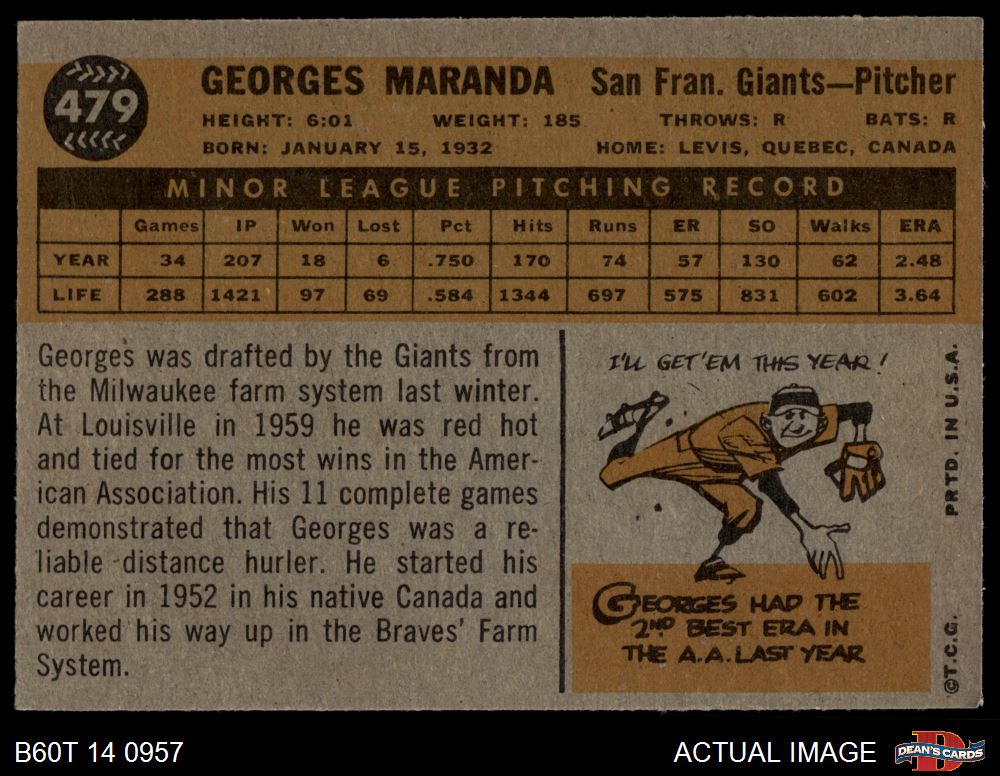 479
GEORGES MARANDA San Fran. Giants—Pitcher
HEIGHT: 6:01 WEIGHT: 185 THROWS: R BATS: R
BORN: JANUARY 15, 1932 HOME: LEVIS, QUEBEC, CANADA
MINOR LEAGUE PITCHING RECORD
Games IP Won Lost Pct Hits Runs ER SO Walks ERA
YEAR 34 207 18 6 .750 170 74 57 130 62 2.48
LIFE 288 1421 97 69 .584 1344 697 575 831 602 3.64
Georges was drafted by the Giants from
the Milwaukee farm system last winter.
At Louisville in 1959 he was red hot
and tied for the most wins in the Amer-
ican Association. His 11 complete games
demonstrated that Georges was a re-
liable distance hurler. He started his
career in 1952 in his native Canada and
worked his way up in the Braves' Farm
System.
I'LL GET 'EM THIS YEAR!
GEORGES HAD THE
2ND BEST ERA IN
THE A.A. LAST YEAR
PRTD. IN U.S.A.
©T.C.G.
B60T 14 0957
ACTUAL IMAGE
D
DEAN'S CARDS